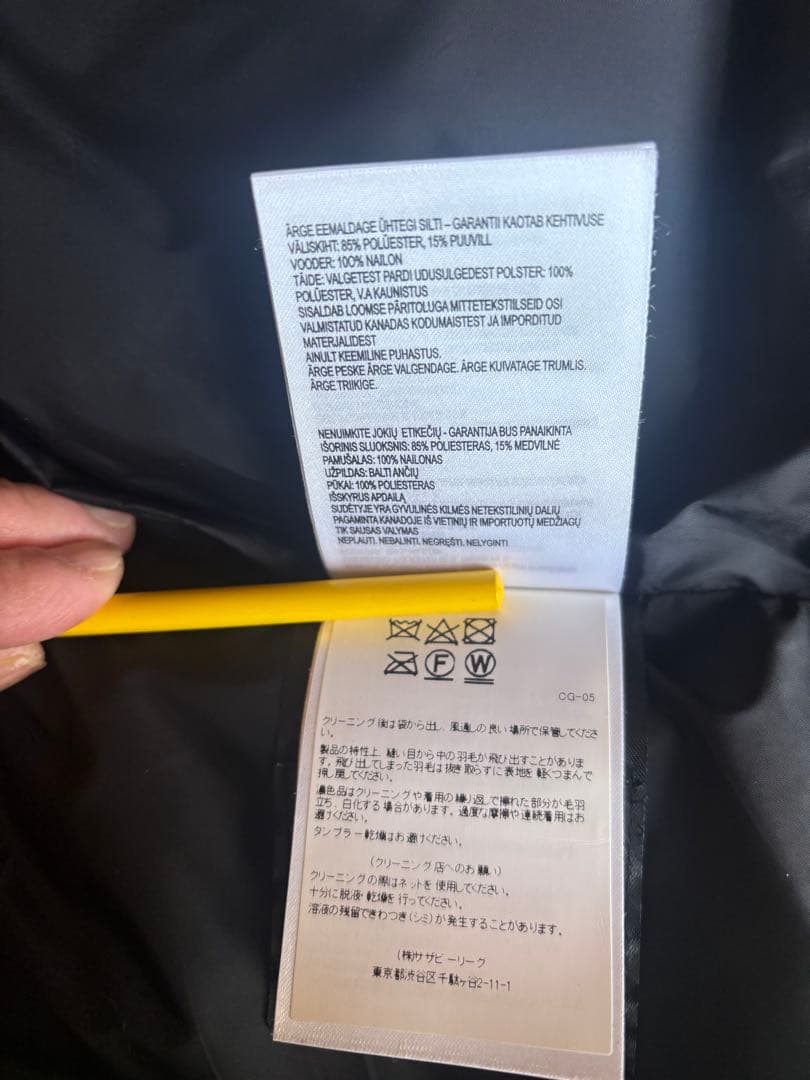 ÄRGE EEMALDAGE ÜHTEGI SILTI – GARANTII KAOTAB KEHTIVUSE
VÄLISKIHT: 85% POLÜESTER, 15% PUUVILL
VOODER: 100% NAILON
TÄIDE: VALGETEST PARDI UDUSULGEDEST POLSTER: 100%
POLÜESTER, V.A KAUNISTUS
SISALDAB LOOMSE PÄRITOLUGA MITTETEKSTIILSEID OSI
VALMISTATUD KANADAS KODUMAISTEST JA IMPORDITUD
MATERJALIDEST
AINULT KEEMILINE PUHASTUS.
ÄRGE PESKE ÄRGE VALGENDAGE. ÄRGE KUIVATAGE TRUMLIS.
ÄRGE TRIIKIGE.
NENUIMKITE JOKIŲ ETIKEČIŲ - GARANTIJA BUS PANAIKINTA
IŠORINIS SLUOKSNIS: 85% POLIESTERAS, 15% MEDVILNĖ
PAMUŠALAS: 100% NAILONAS
UŽPILDAS: BALTI ANČIŲ
PŪKAI: 100% POLIESTERAS
IŠSKYRUS APDAILĄ
SUDĖTYJE YRA GYVULINĖS KILMĖS NETEKSTILINIŲ DALIŲ
PAGAMINTA KANADOJE IŠ VIETINIŲ IR IMPORTUOTŲ MEDŽIAGŲ
TIK SAUSAS VALYMAS
NEPLAUTI. NEBALINTI. NEGRĘŠTI. NELYGINTI
F W
CG-05
クリーニング後は袋から出し、風通しの良い場所で保管してくださ
い。
製品の特性上、縫い目から中の羽毛が飛び出すことがありま
す。飛び出してしまった羽毛は抜き取らずに表地を軽くつまんで
押し戻してください。
濃色品はクリーニングや着用の繰り返しで擦れた部分が毛羽
立ち、白化する場合があります。過度な摩擦や連続着用はお
避けください。
タンブラー乾燥はお避けください。
(クリーニング店へのお願い)
クリーニングの際はネットを使用してください。
十分に脱液・乾燥を行ってください。
溶液の残留できわつき(シミ)が発生することがあります。
(株)サザビーリーグ
東京都渋谷区千駄ヶ谷2-11-1